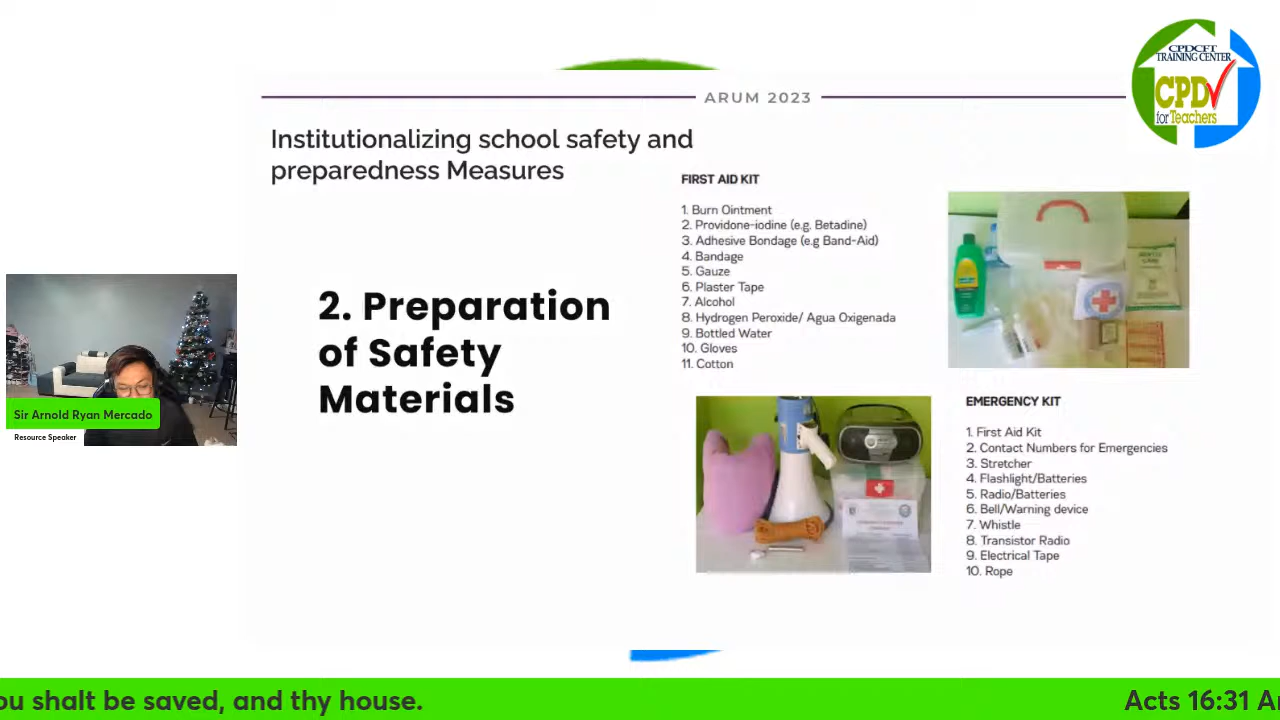 CPDCFT
TRAINING CENTER
CPD
for Teachers
ARUM 2023
Institutionalizing school safety and
preparedness Measures
2. Preparation
of Safety
Materials
FIRST AID KIT
1. Burn Ointment
2. Providone-iodine (e.g. Betadine)
3. Adhesive Bondage (e.g Band-Aid)
4. Bandage
5. Gauze
6. Plaster Tape
7. Alcohol
8. Hydrogen Peroxide/ Agua Oxigenada
9. Bottled Water
10. Gloves
11. Cotton
EMERGENCY KIT
1. First Aid Kit
2. Contact Numbers for Emergencies
3. Stretcher
4. Flashlight/Batteries
5. Radio/Batteries
6. Bell/Warning device
7. Whistle
8. Transistor Radio
9. Electrical Tape
10. Rope
Sir Arnold Ryan Mercado
Resource Speaker
ou shalt be saved, and thy house. Acts 16:31 A